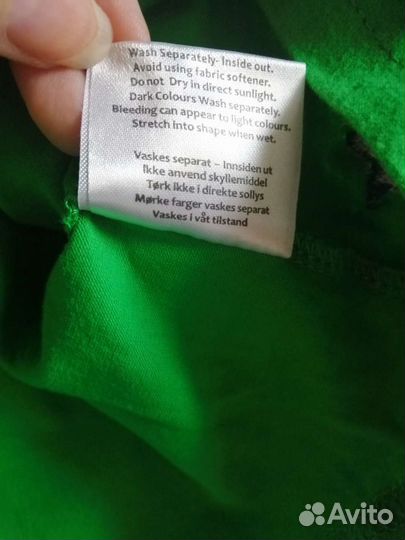 Wash Separately- Inside out.
Avoid using fabric softener.
Do not Dry in direct sunlight.
Dark Colours Wash separately.
Bleeding can appear to light colours.
Stretch into shape when wet.
Vaskes separat – Innsiden ut
Ikke anvend skyllemiddel
Tørk Ikke i direkte sollys
Mørke farger vaskes separat
Vaskes i våt tilstand
Avito